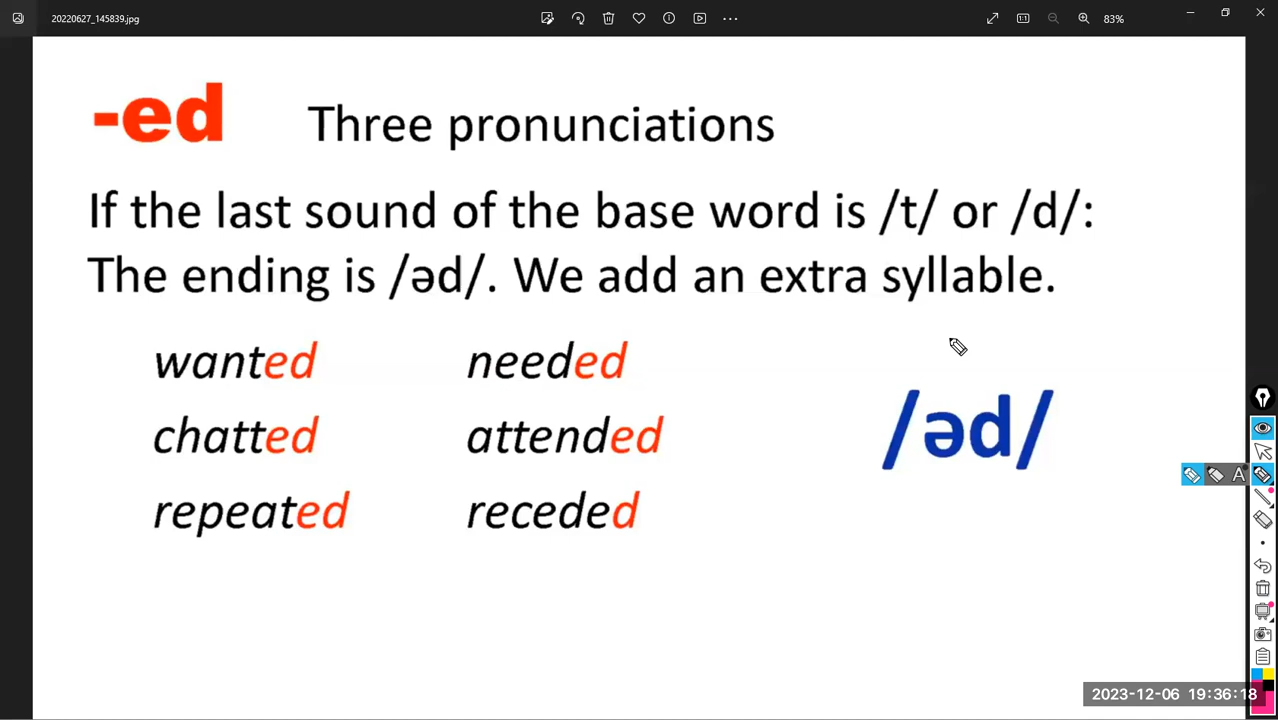 20220627_145839.jpg
83%
-ed Three pronunciations
If the last sound of the base word is /t/ or /d/:
The ending is /əd/. We add an extra syllable.
wanted needed
chatted attended
/əd/
repeated receded
A
2023-12-06 19:36:18